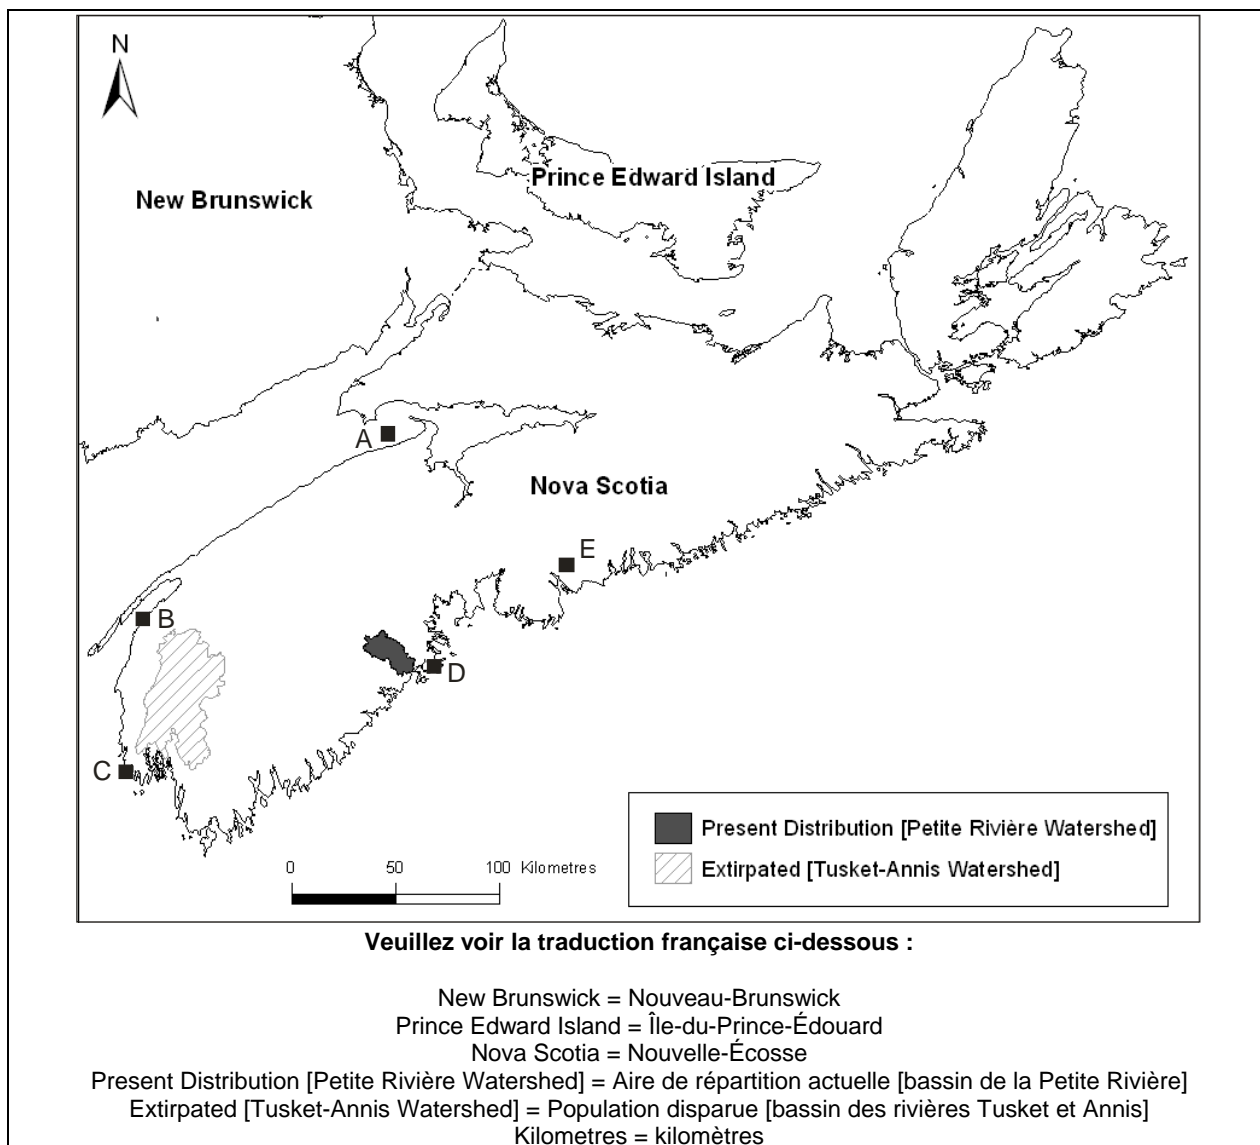 N
New Brunswick
Prince Edward Island
A
Nova Scotia
E
B
D
C
Present Distribution [Petite Rivière Watershed]
Extirpated [Tusket-Annis Watershed]
0 50 100 Kilometres
Veuillez voir la traduction française ci-dessous :
New Brunswick = Nouveau-Brunswick
Prince Edward Island = Île-du-Prince-Édouard
Nova Scotia = Nouvelle-Écosse
Present Distribution [Petite Rivière Watershed] = Aire de répartition actuelle [bassin de la Petite Rivière]
Extirpated [Tusket-Annis Watershed] = Population disparue [bassin des rivières Tusket et Annis]
Kilometres = kilomètres